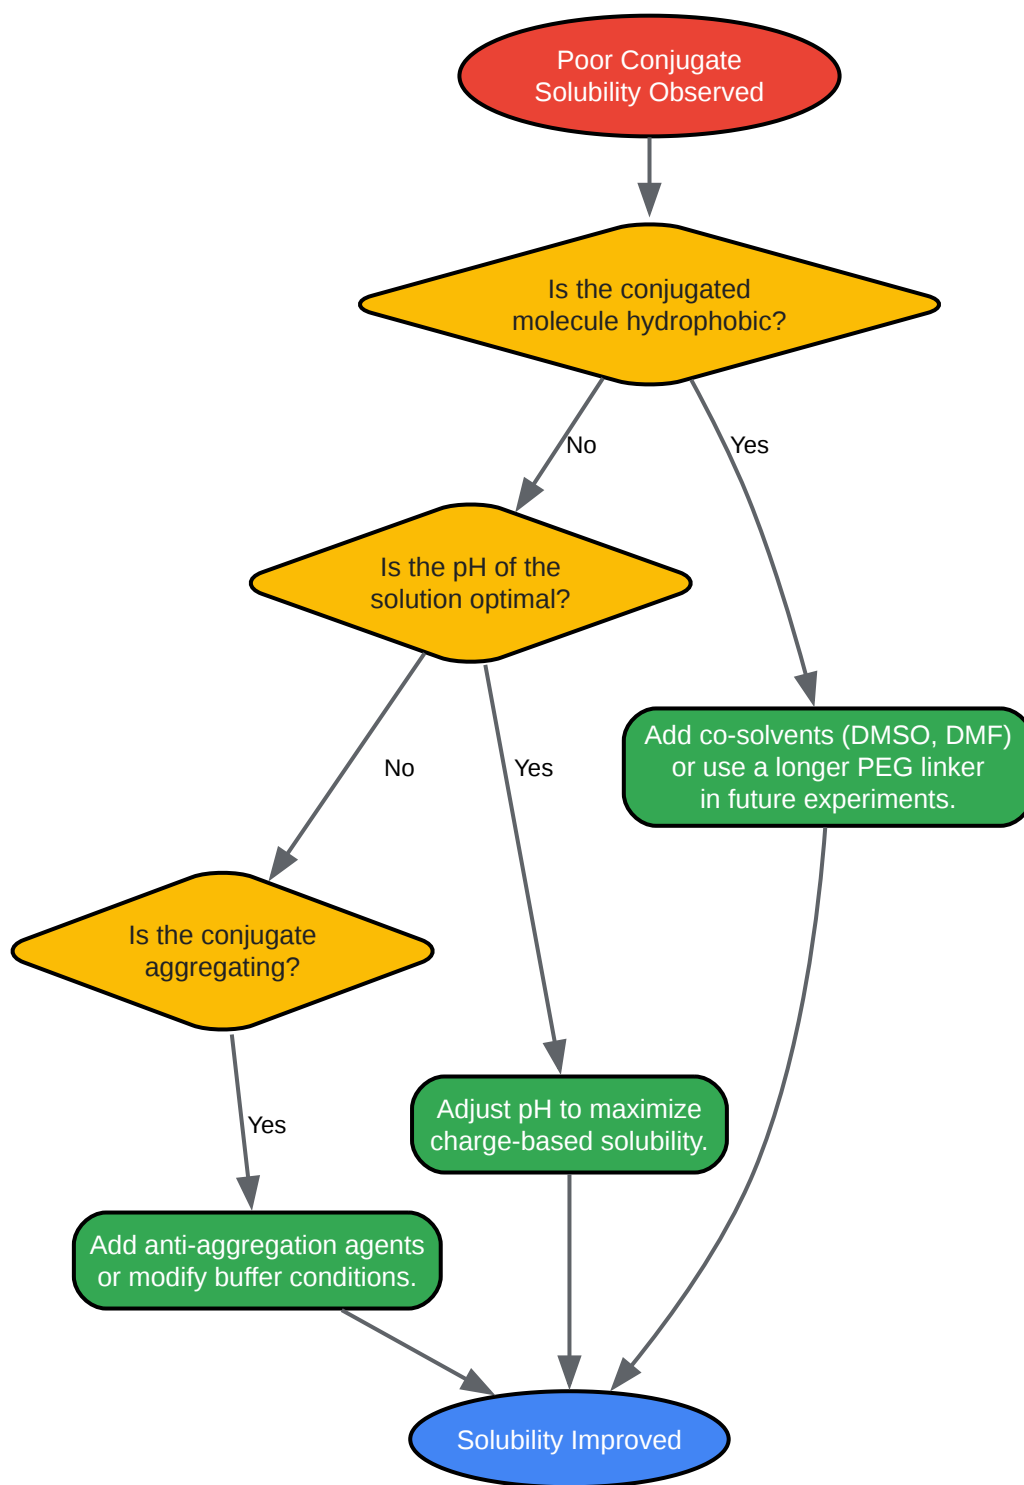 Poor Conjugate
Solubility Observed
Is the conjugated
molecule hydrophobic?
No
Yes
Is the pH of the
solution optimal?
No
Yes
Add co-solvents (DMSO, DMF)
or use a longer PEG linker
in future experiments.
Is the conjugate
aggregating?
Yes
Adjust pH to maximize
charge-based solubility.
Add anti-aggregation agents
or modify buffer conditions.
Solubility Improved